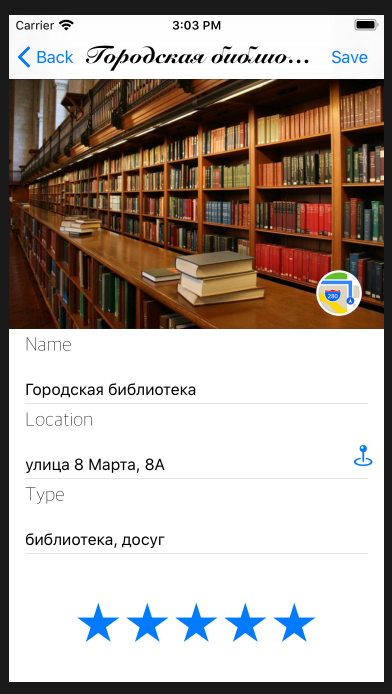 Carrier 3:03 PM
Back Городская библио... Save
280
Name
Городская библиотека
Location
улица 8 Марта, 8А
Type
библиотека, досуг